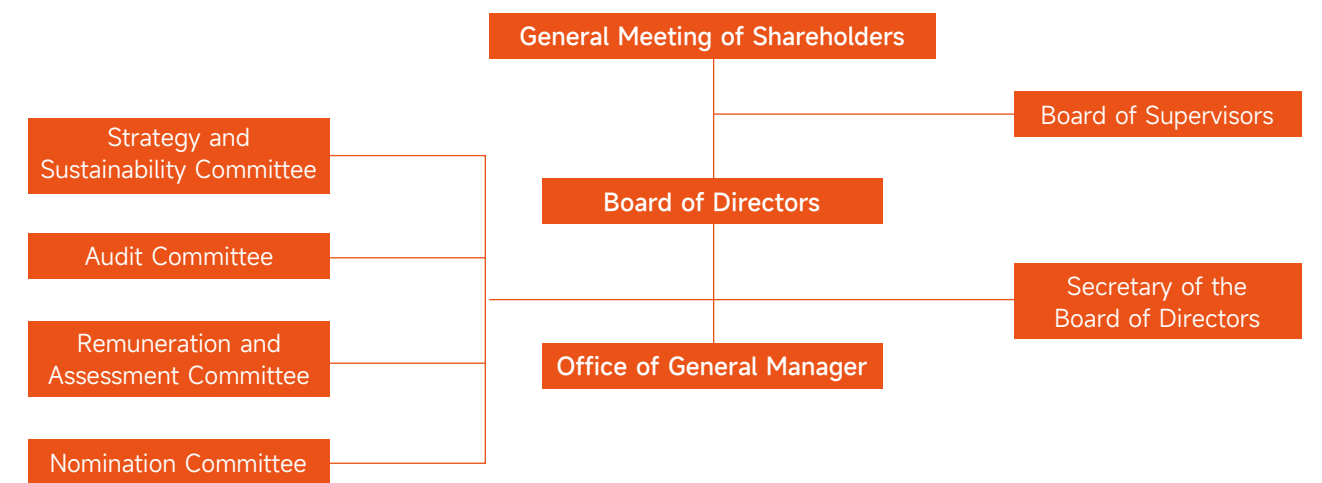 General Meeting of Shareholders
Board of Supervisors
Strategy and
Sustainability Committee
Board of Directors
Audit Committee
Secretary of the
Board of Directors
Remuneration and
Assessment Committee
Office of General Manager
Nomination Committee